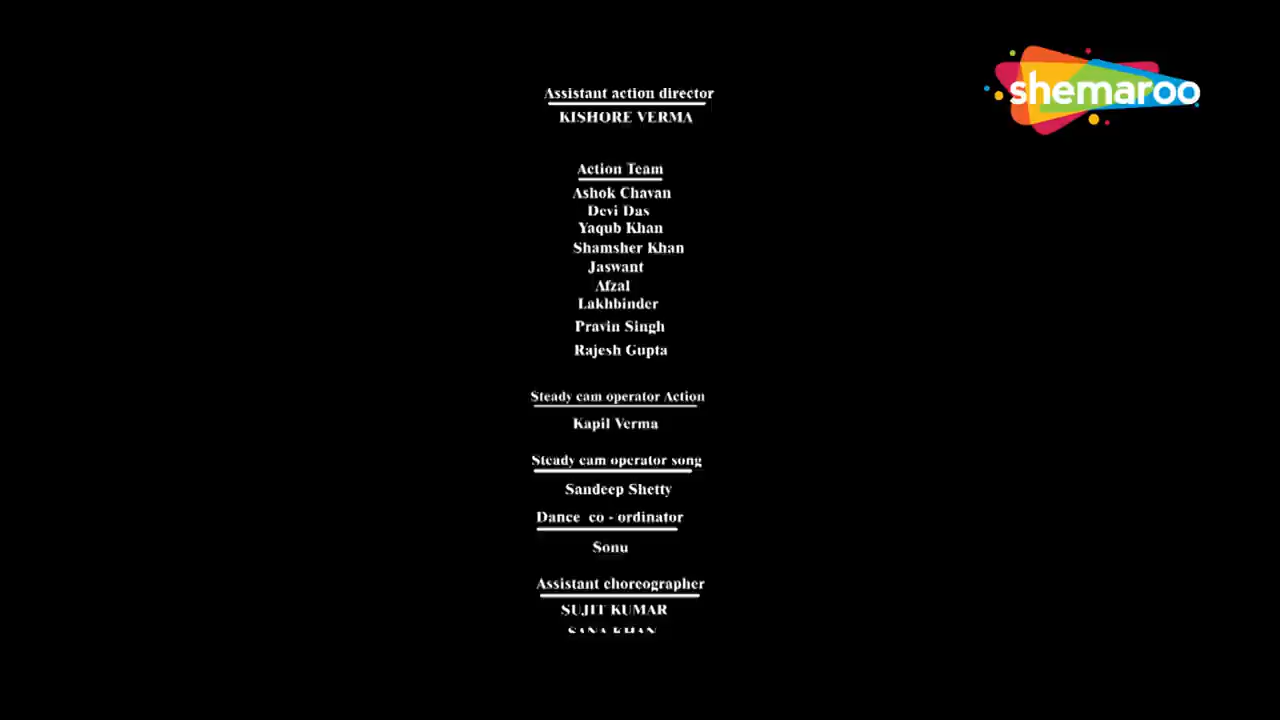 shemaroo
Assistant action director
KISHORE VERMA
Action Team
Ashok Chavan
Devi Das
Yaqub Khan
Shamsher Khan
Jaswant
Afzal
Lakhbinder
Pravin Singh
Rajesh Gupta
Steady cam operator Action
Kapil Verma
Steady cam operator song
Sandeep Shetty
Dance co - ordinator
Sonu
Assistant choreographer
SUJIT KUMAR
SANA KHAN